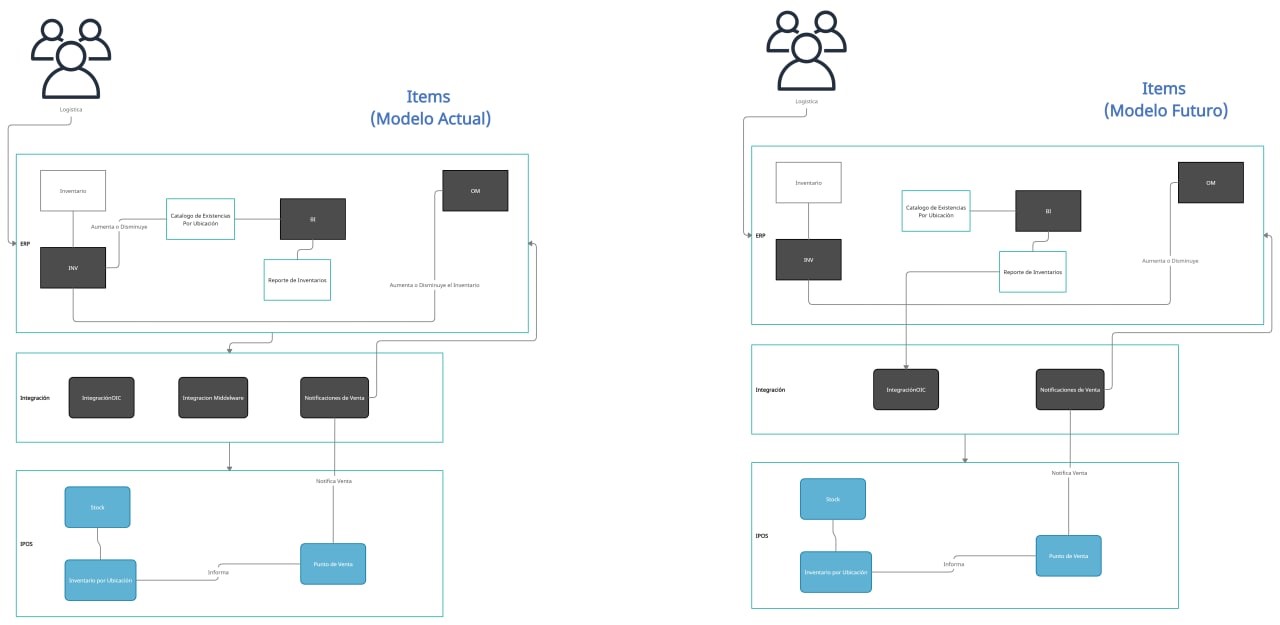 Logistica
Items
(Modelo Actual)
Inventario
Catalogo de Existencias
Por Ubicación
BI
OM
Aumenta o Disminuye
ERP
INV
Reporte de Inventarios
Aumenta o Disminuye el Inventario
Integración
IntegraciónOIC
Integracion Middelware
Notificaciones de Venta
Notifica Venta
Stock
IPOS
Inventario por Ubicación
Informa
Punto de Venta
Logistica
Items
(Modelo Futuro)
Inventario
Catalogo de Existencias
Por Ubicación
BI
OM
ERP
INV
Reporte de Inventarios
Aumenta o Disminuye
Integración
IntegraciónOIC
Notificaciones de Venta
Notifica Venta
Stock
IPOS
Inventario por Ubicación
Informa
Punto de Venta